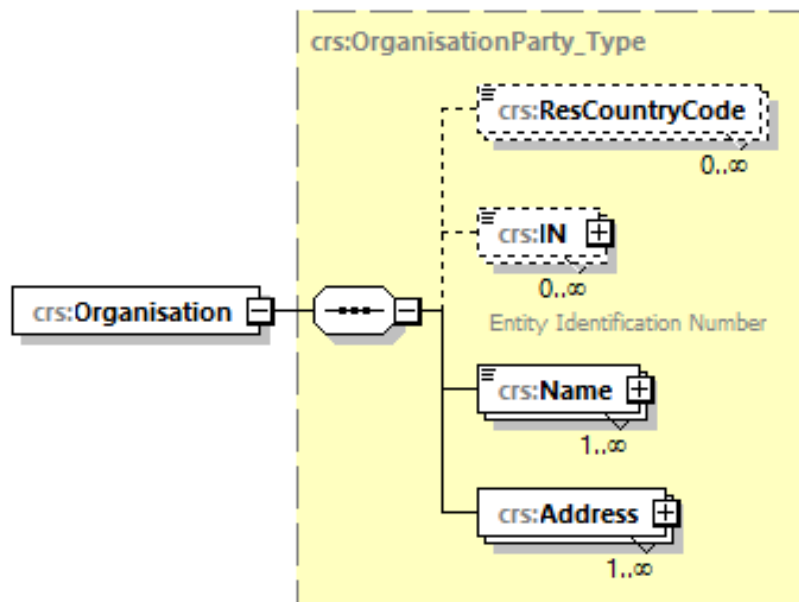 crs:OrganisationParty_Type
crs:ResCountryCode
0..∞
crs:IN
0..∞
Entity Identification Number
crs:Organisation
crs:Name
1..∞
crs:Address
1..∞